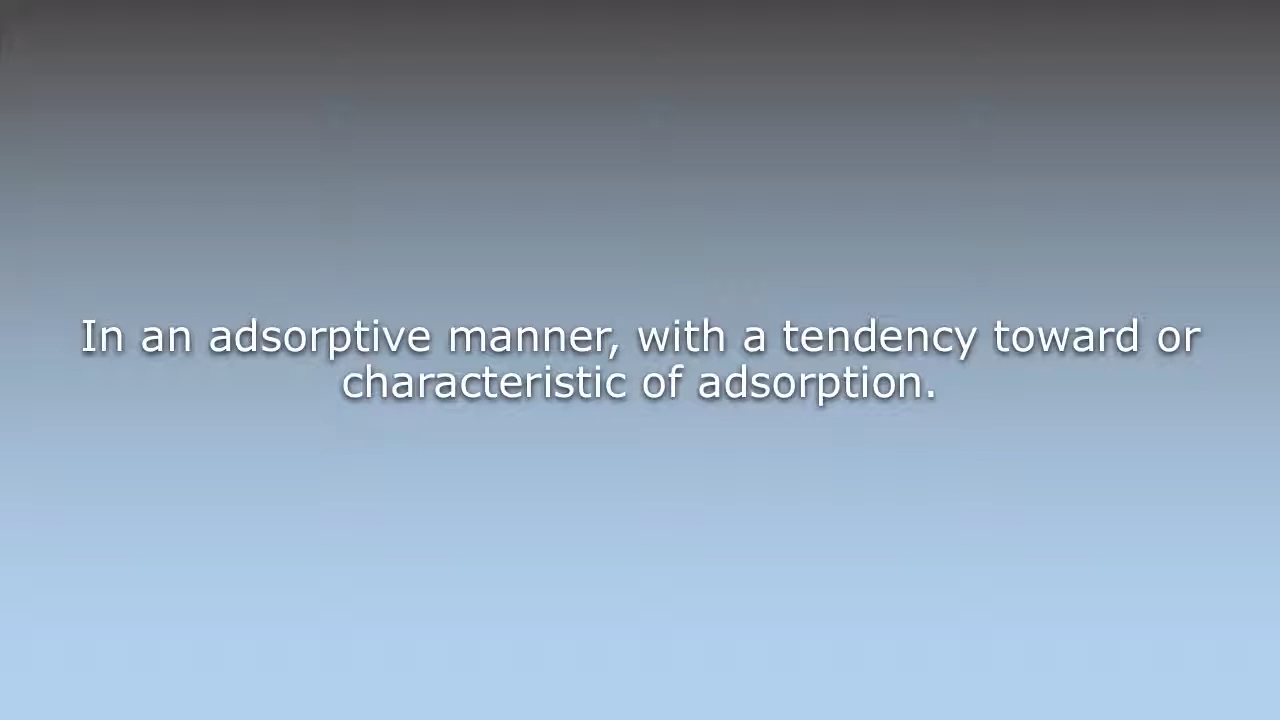 In an adsorptive manner, with a tendency toward or
characteristic of adsorption.